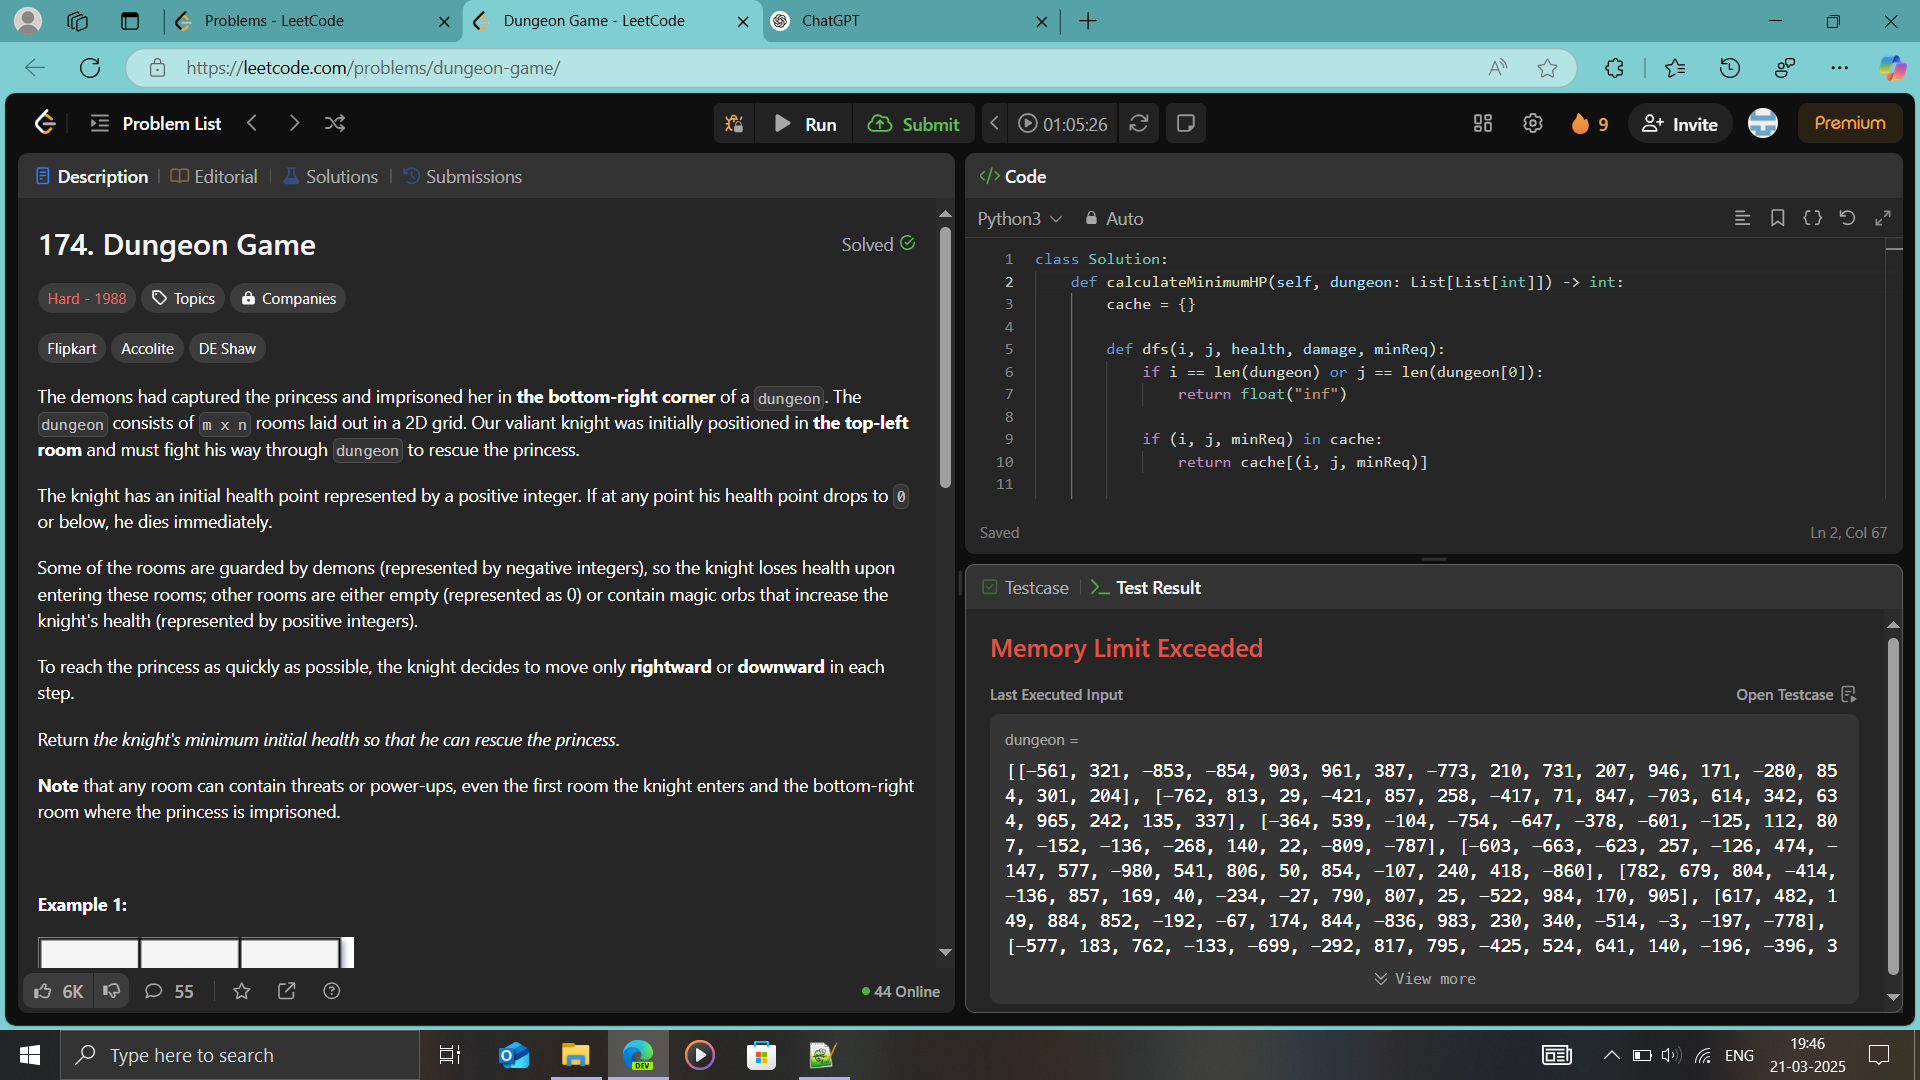 Problems - LeetCode
Dungeon Game - LeetCode
ChatGPT
https://leetcode.com/problems/dungeon-game/
Problem List
Run
Submit
01:05:26
9
Invite
Premium
Description
Editorial
Solutions
Submissions
174. Dungeon Game
Solved
Hard - 1988
Topics
Companies
Flipkart
Accolite
DE Shaw
The demons had captured the princess and imprisoned her in the bottom-right corner of a dungeon. The
dungeon consists of m x n rooms laid out in a 2D grid. Our valiant knight was initially positioned in the top-left
room and must fight his way through dungeon to rescue the princess.
The knight has an initial health point represented by a positive integer. If at any point his health point drops to 0
or below, he dies immediately.
Some of the rooms are guarded by demons (represented by negative integers), so the knight loses health upon
entering these rooms; other rooms are either empty (represented as 0) or contain magic orbs that increase the
knight's health (represented by positive integers).
To reach the princess as quickly as possible, the knight decides to move only rightward or downward in each
step.
Return the knight's minimum initial health so that he can rescue the princess.
Note that any room can contain threats or power-ups, even the first room the knight enters and the bottom-right
room where the princess is imprisoned.
Example 1:
6K
55
44 Online
</> Code
Python3
Auto
1 class Solution:
2 def calculateMinimumHP(self, dungeon: List[List[int]]) -> int:
3 cache = {}
4
5 def dfs(i, j, health, damage, minReq):
6 if i == len(dungeon) or j == len(dungeon[0]):
7 return float("inf")
8
9 if (i, j, minReq) in cache:
10 return cache[(i, j, minReq)]
11
Saved
Ln 2, Col 67
Testcase
Test Result
Memory Limit Exceeded
Last Executed Input
Open Testcase
dungeon =
[[-561, 321, -853, -854, 903, 961, 387, -773, 210, 731, 207, 946, 171, -280, 85
4, 301, 204], [-762, 813, 29, -421, 857, 258, -417, 71, 847, -703, 614, 342, 63
4, 965, 242, 135, 337], [-364, 539, -104, -754, -647, -378, -601, -125, 112, 80
7, -152, -136, -268, 140, 22, -809, -787], [-603, -663, -623, 257, -126, 474, -
147, 577, -980, 541, 806, 50, 854, -107, 240, 418, -860], [782, 679, 804, -414,
-136, 857, 169, 40, -234, -27, 790, 807, 25, -522, 984, 170, 905], [617, 482, 1
49, 884, 852, -192, -67, 174, 844, -836, 983, 230, 340, -514, -3, -197, -778],
[-577, 183, 762, -133, -699, -292, 817, 795, -425, 524, 641, 140, -196, -396, 3
View more
Type here to search
DEV
ENG
19:46
21-03-2025